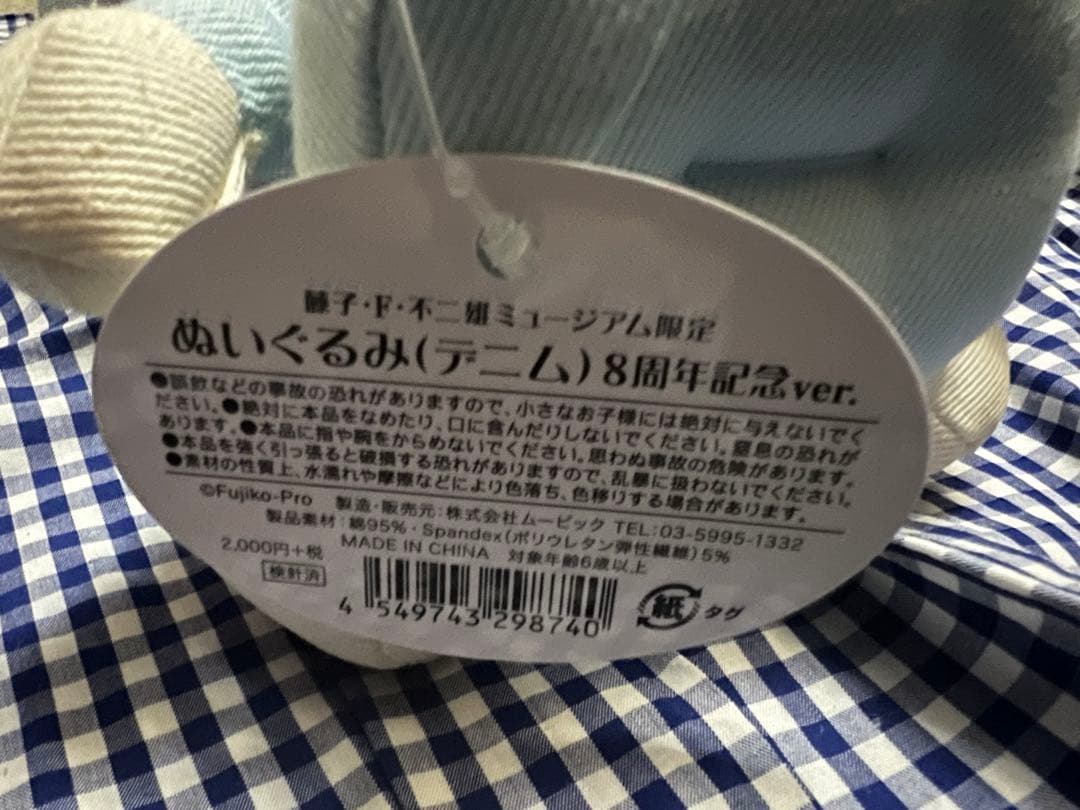 藤子・F・不二雄ミュージアム限定
ぬいぐるみ(デニム)8周年記念ver.
●誤飲などの事故の恐れがありますので、小さなお子様には絶対に与えないでく
ださい。●絶対に本品をなめたり、口に含んだりしないでください。窒息の恐れが
あります。●本品に指や腕をからめないでください。思わぬ事故の危険があります。
●本品を強く引っ張ると破損する恐れがありますので、乱暴に扱わないでください。
●素材の性質上、水濡れや摩擦などにより色落ち、色移りする場合があります。
©Fujiko-Pro 製造・販売元:株式会社ムービック TEL:03-5995-1332
製品素材:綿95%・Spandex(ポリウレタン弾性繊維)5%
2,000円+税 MADE IN CHINA 対象年齢6歳以上
検針済
4 549743 298740
紙 タグ